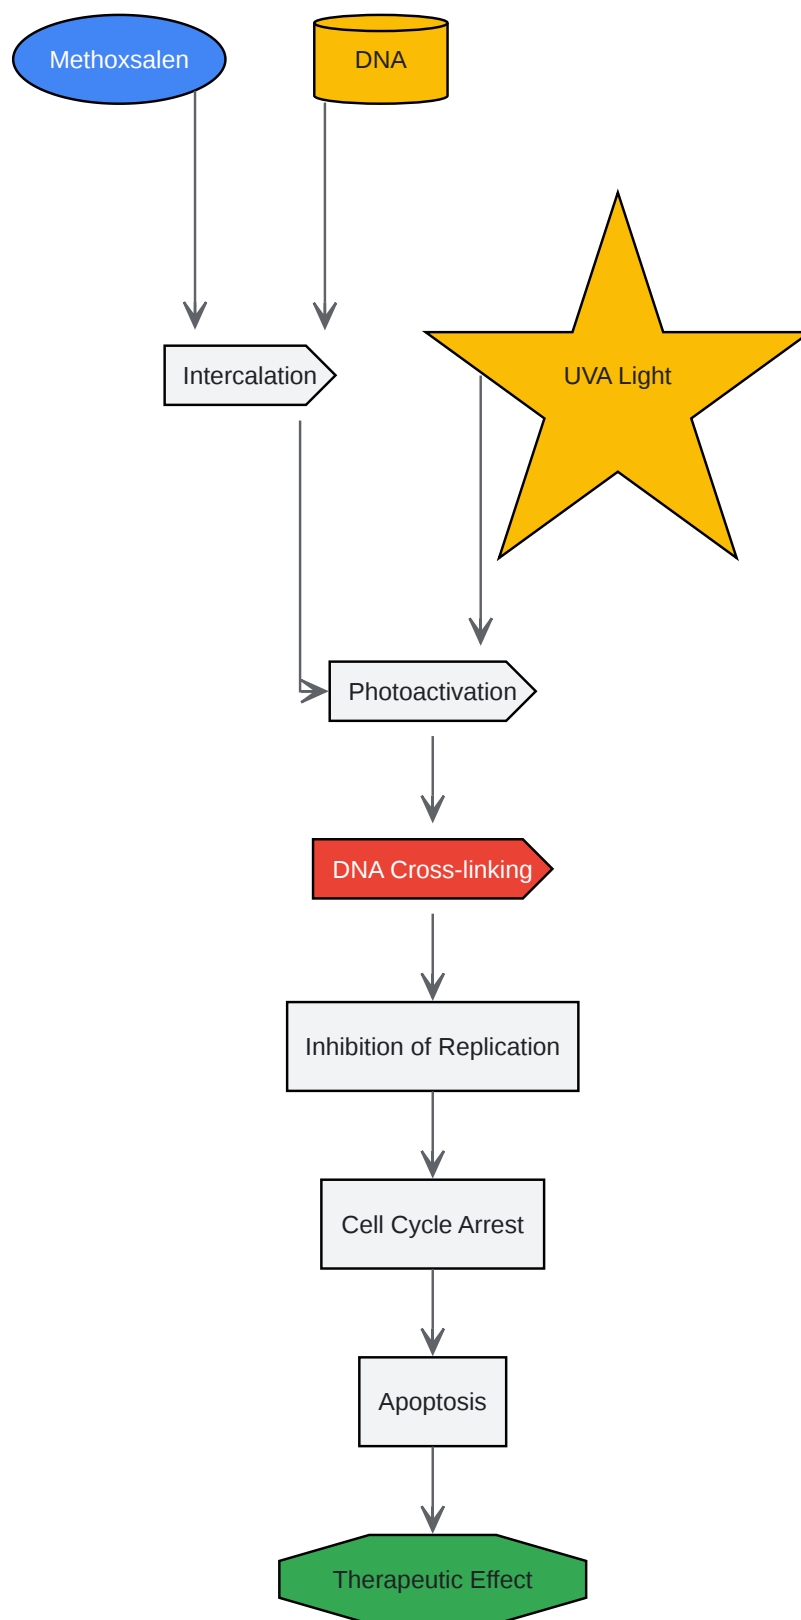 Methoxsalen
DNA
Intercalation
UVA Light
Photoactivation
DNA Cross-linking
Inhibition of Replication
Cell Cycle Arrest
Apoptosis
Therapeutic Effect